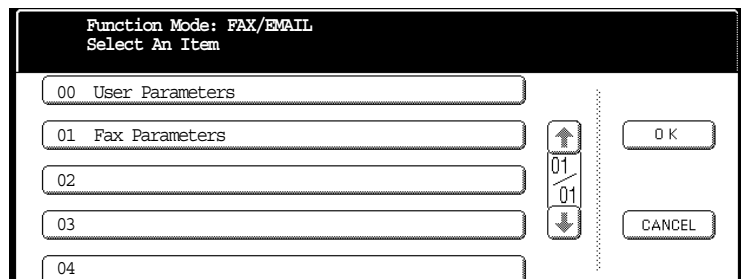 Function Mode: FAX/EMAIL
Select An Item
00 User Parameters
01 Fax Parameters
OK
01
01
02
03
CANCEL
04